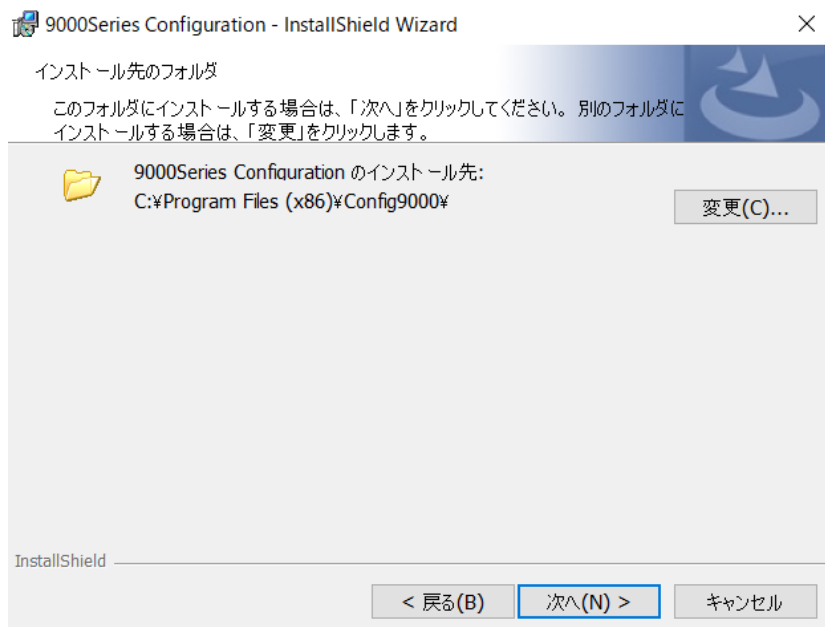 9000Series Configuration - InstallShield Wizard
インストール先のフォルダ
このフォルダにインストールする場合は、「次へ」をクリックしてください。 別のフォルダに
インストールする場合は、「変更」をクリックします。
9000Series Configuration のインストール先:
C:¥Program Files (x86)¥Config9000¥
変更(C)...
InstallShield
< 戻る(B)
次へ(N) >
キャンセル